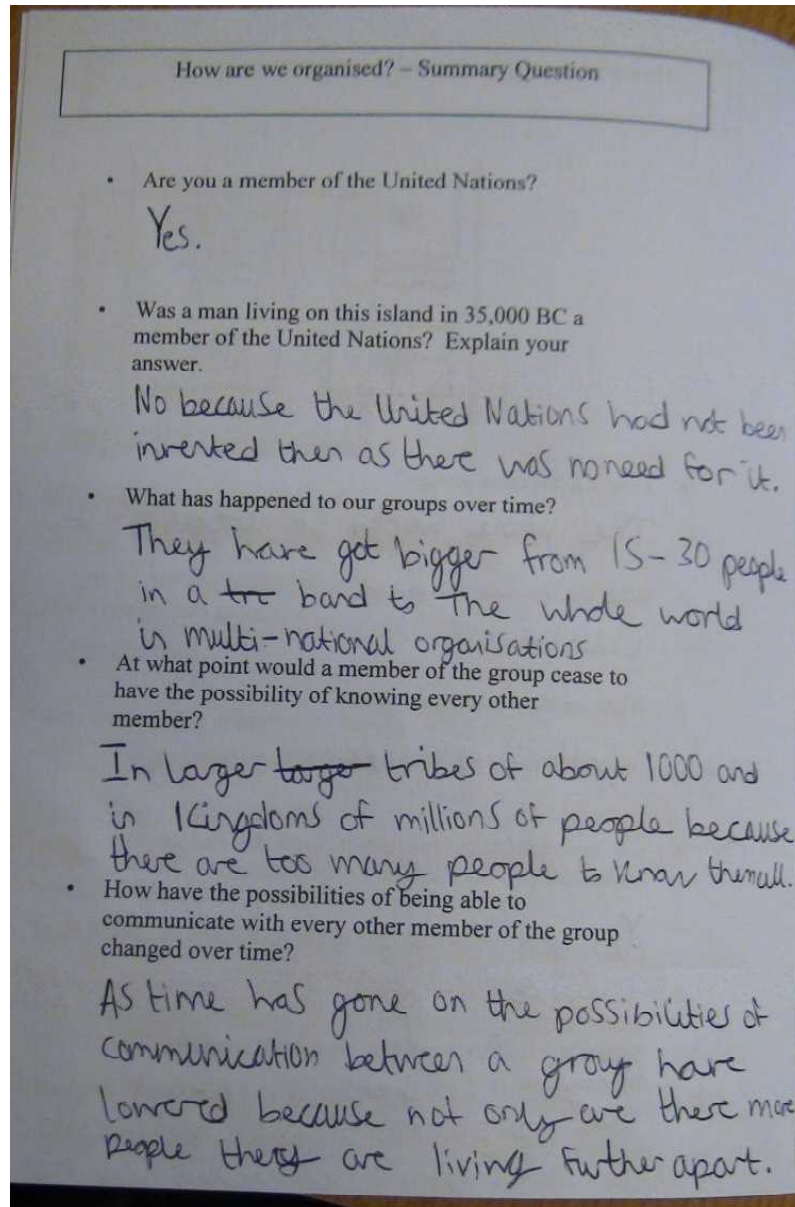 How are we organised? – Summary Question
• Are you a member of the United Nations?
Yes.
• Was a man living on this island in 35,000 BC a
member of the United Nations? Explain your
answer.
No because the United Nations had not been
invented then as there was no need for it.
• What has happened to our groups over time?
They have got bigger from 15-30 people
in a trc band to The whole world
in multi-national organisations
• At what point would a member of the group cease to
have the possibility of knowing every other
member?
In larger larger tribes of about 1000 and
in Kingdoms of millions of people because
there are too many people to know them all.
• How have the possibilities of being able to
communicate with every other member of the group
changed over time?
As time has gone on the possibilities of
communication between a group have
lowered because not only are there more
people they are living further apart.